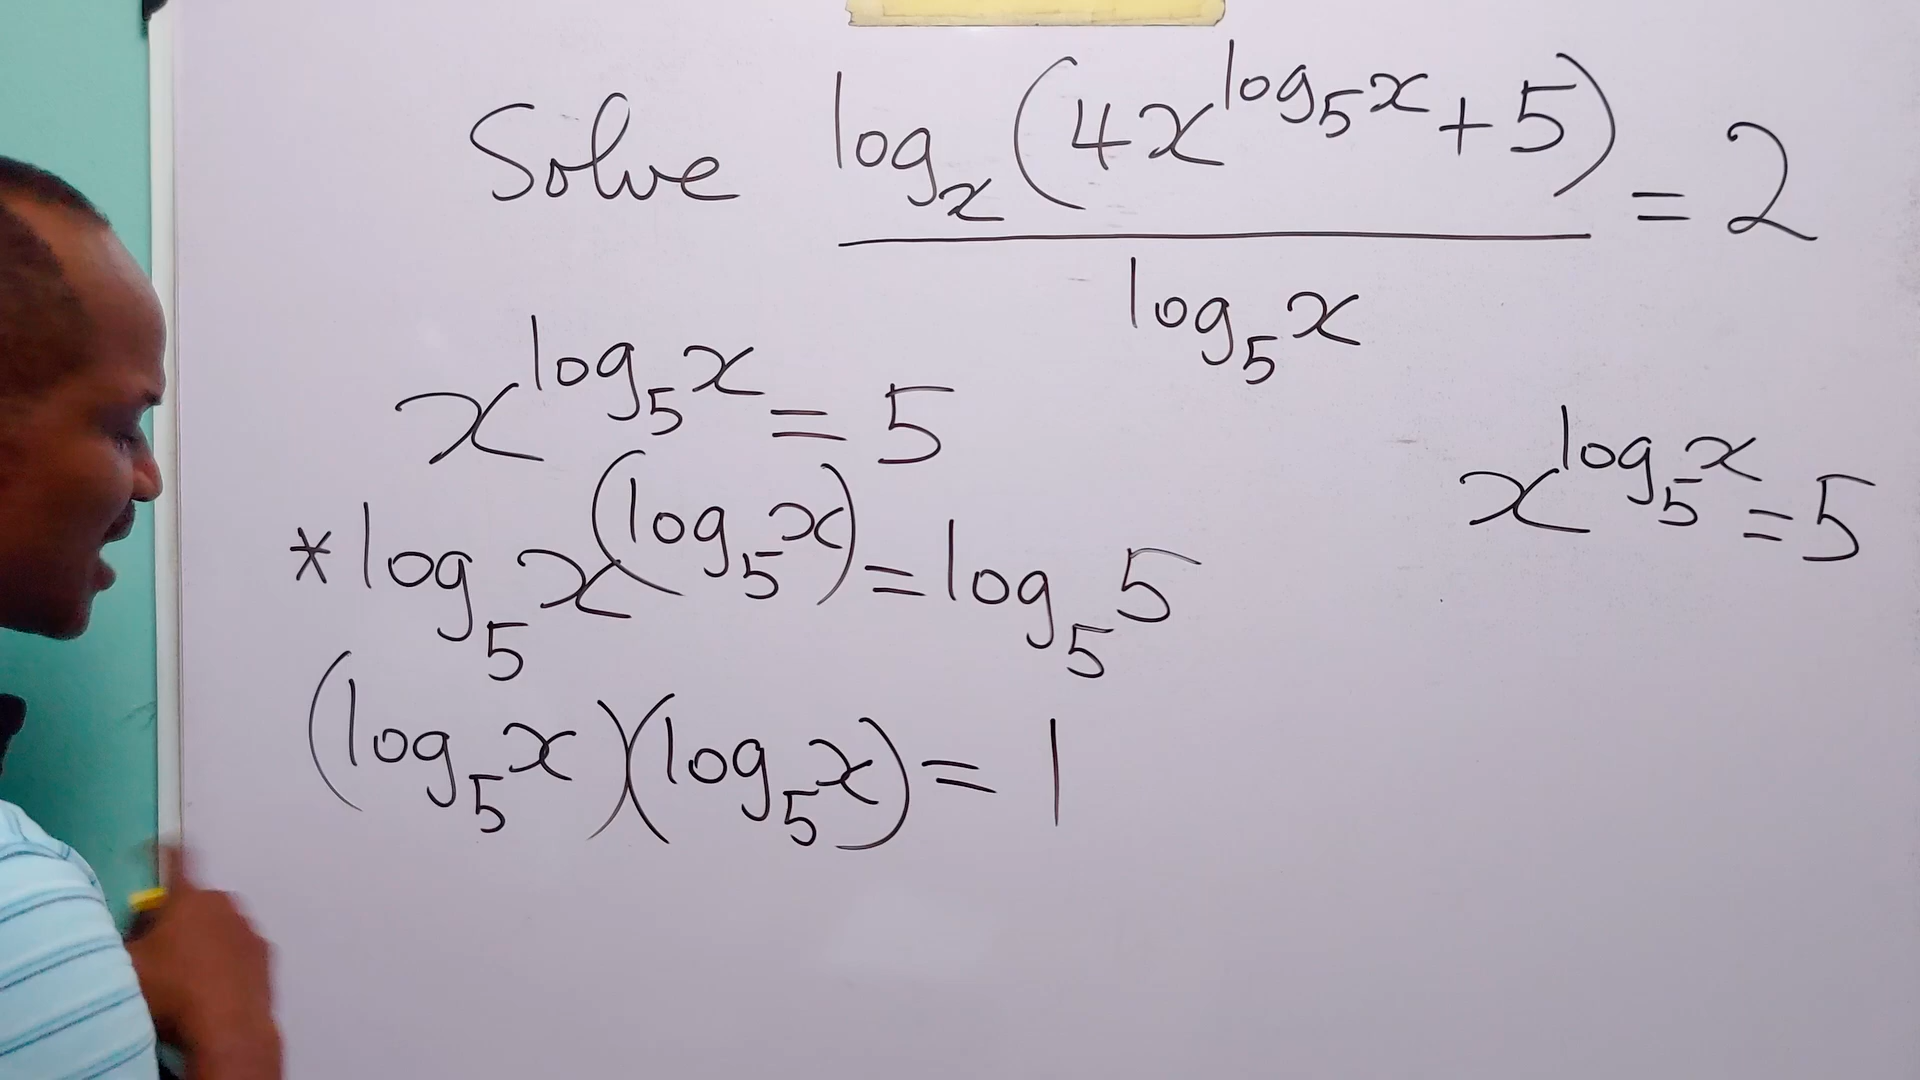 Solve log_x(4x^{log_5 x} + 5) / log_5 x = 2
x^{log_5 x} = 5
x^{log_5 x} = 5
* log_5 x^{(log_5 x)} = log_5 5
(log_5 x)(log_5 x) = 1